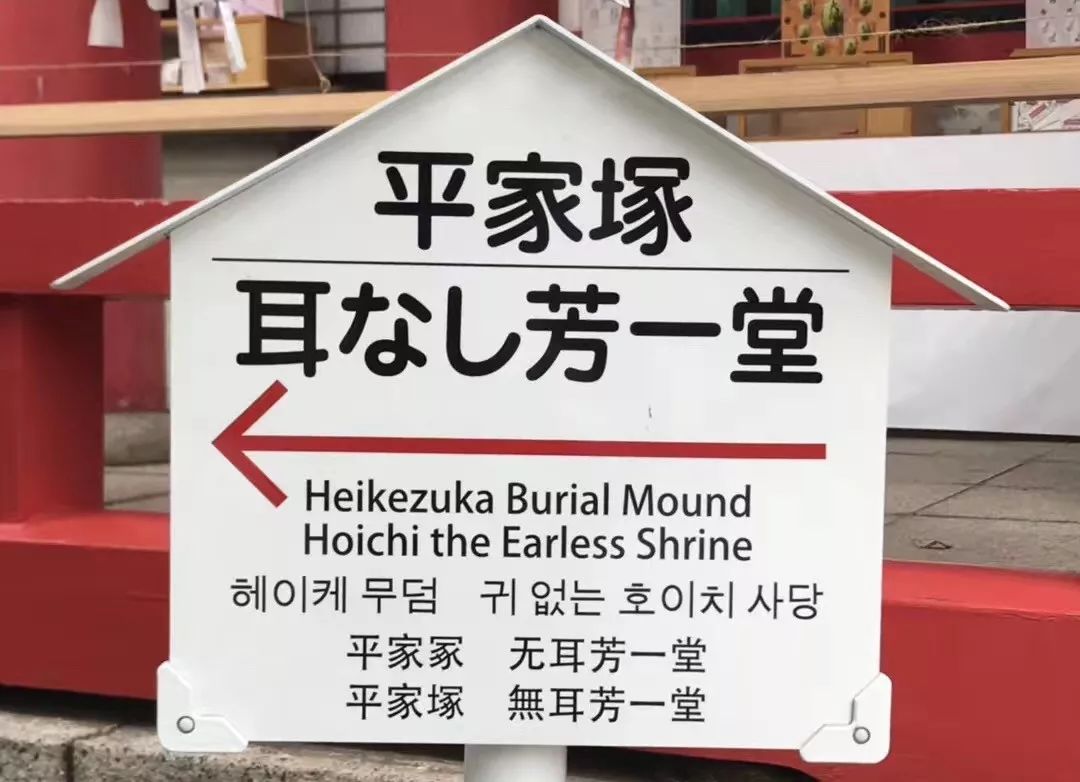 平家塚
耳なし芳一堂
Heikezuka Burial Mound
Hoichi the Earless Shrine
헤이케 무덤 귀 없는 호이치 사당
平家冢 无耳芳一堂
平家塚 無耳芳一堂